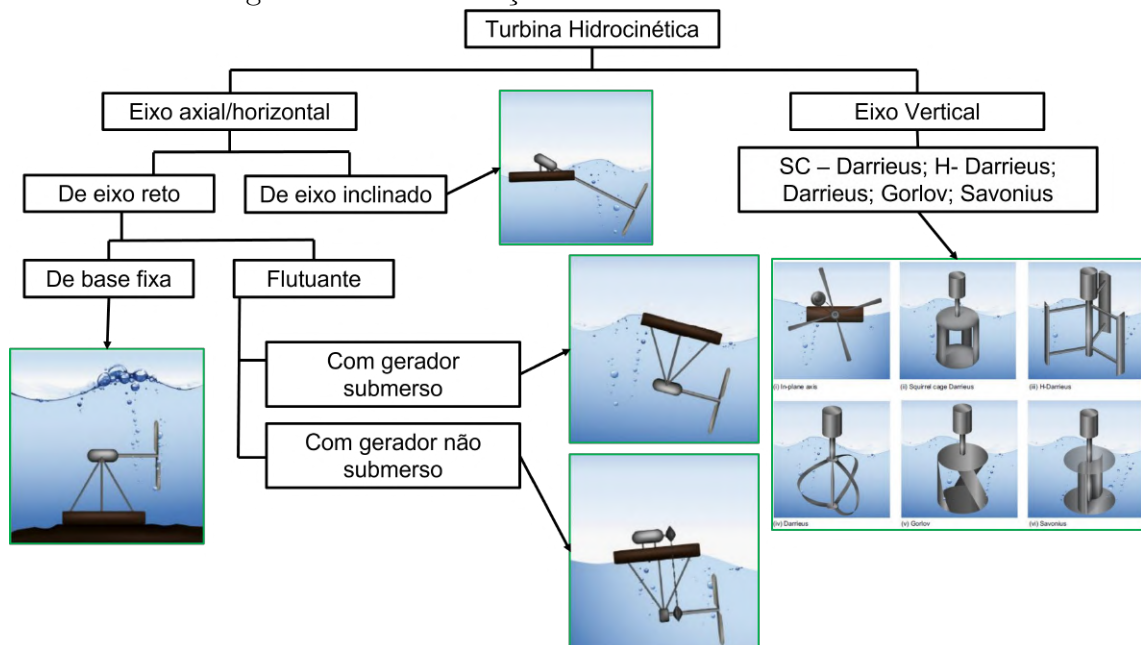 Turbina Hidrocinética
Eixo axial/horizontal
Eixo Vertical
De eixo reto
De eixo inclinado
SC – Darrieus; H- Darrieus;
Darrieus; Gorlov; Savonius
De base fixa
Flutuante
Com gerador
submerso
Com gerador não
submerso
(i) In-plane axis
(ii) Squirrel cage Darrieus
(iii) H-Darrieus
(iv) Darrieus
(v) Gorlov
(vi) Savonius